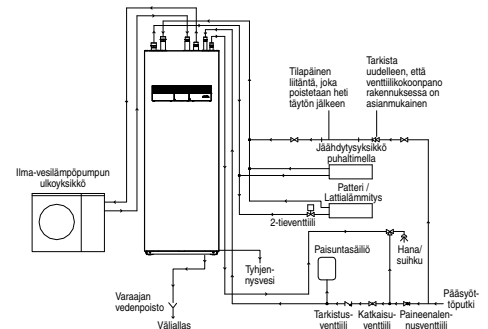 Tilapäinen
liitäntä, joka
poistetaan heti
täytön jälkeen
Tarkista
uudelleen, että
venttiilikokoonpano
rakennuksessa on
asianmukainen
Jäähdytysyksikkö
puhaltimella
Ilma-vesilämpöpumpun
ulkoyksikkö
Patteri /
Lattialämmitys
2-tieventtiili
Paisuntasäiliö
Hana/
suihku
Tyhjen-
nysvesi
Varaajan
vedenpoisto
Väliallas
Pääsyöt-
töputki
Tarkistus-
venttiili
Katkaisu-
venttiili
Paineenalen-
nusventtiili